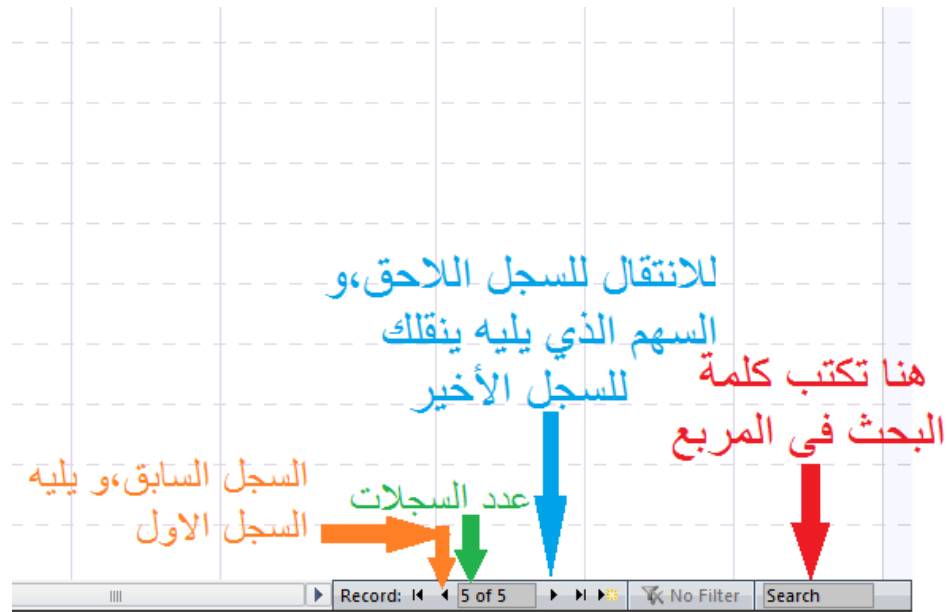 للانتقال للسجل اللاحق،و
السهم الذي يليه ينقلك
للسجل الأخير
هنا تكتب كلمة
البحث فى المربع
السجل السابق،و يليه
السجل الاول
عدد السجلات
Record: 5 of 5 No Filter Search